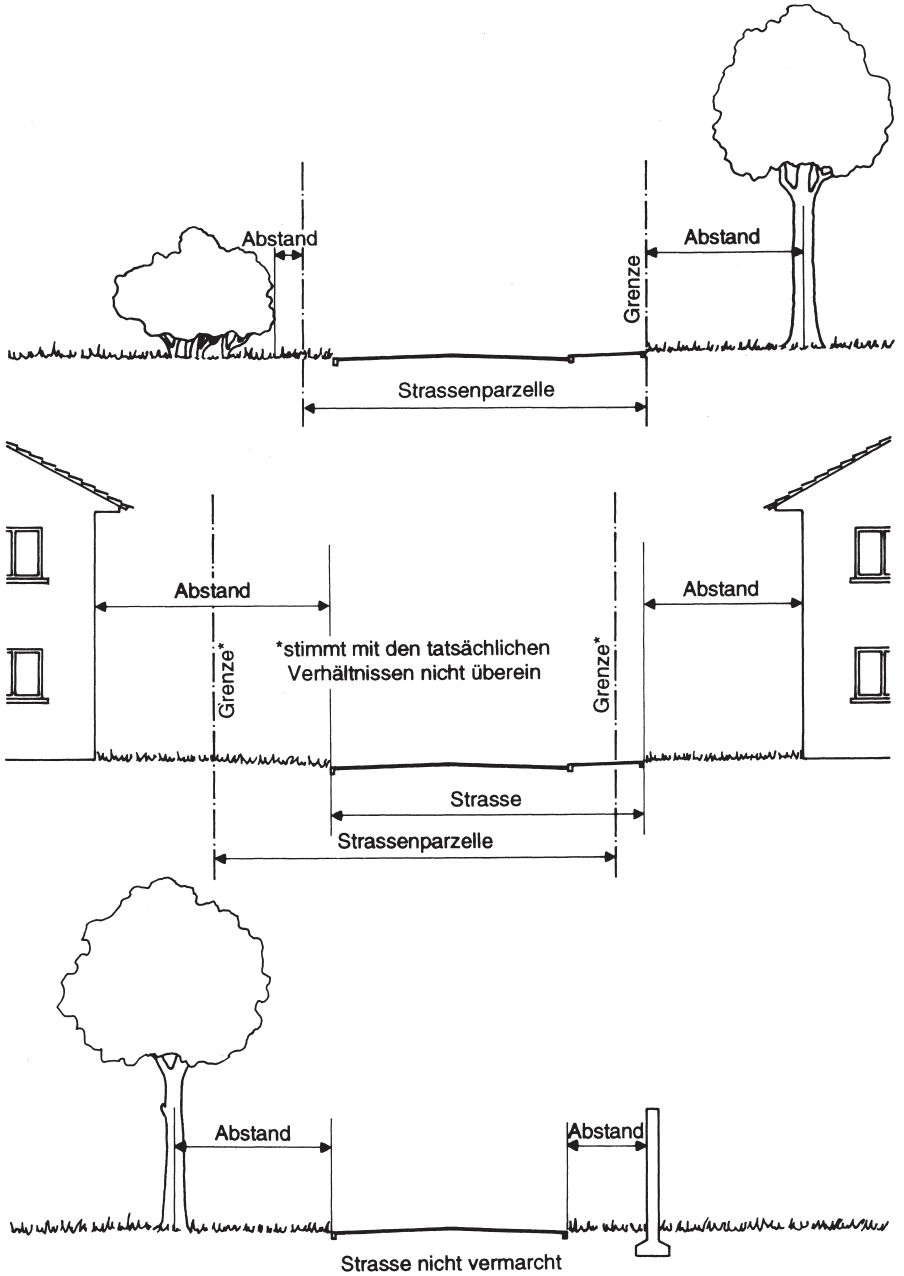 Abstand
Abstand
Grenze
Strassenparzelle
Abstand
Abstand
Grenze*
*stimmt mit den tatsächlichen
Verhältnissen nicht überein
Grenze*
Strasse
Strassenparzelle
Abstand
Abstand
Strasse nicht vermarcht